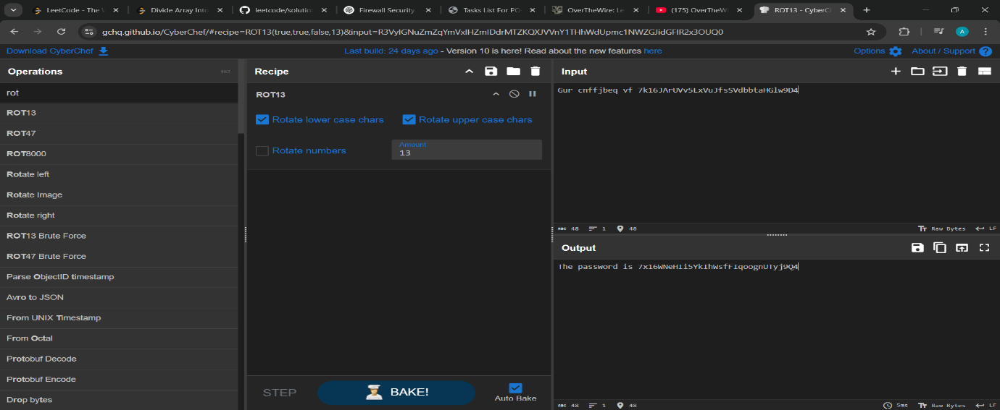 LeetCode - The V
Divide Array Into
leetcode/solution
Firewall Security
Tasks List For PO
OverTheWire: Le
(175) OverTheWi
ROT13 - CyberCh
gchq.github.io/CyberChef/#recipe=ROT13(true,true,false,13)&input=R3VyIGNuZmZqYmVxIHZmIDdrMTZKQXJVVnY1THhWdUpmc1NWZGJidGFIR2x3OUQ0
A
Download CyberChef
Last build: 24 days ago - Version 10 is here! Read about the new features here
Options
About / Support
Operations
452
rot
ROT13
ROT47
ROT8000
Rotate left
Rotate Image
Rotate right
ROT13 Brute Force
ROT47 Brute Force
Parse ObjectID timestamp
Avro to JSON
From UNIX Timestamp
From Octal
Protobuf Decode
Protobuf Encode
Drop bytes
Recipe
ROT13
Rotate lower case chars
Rotate upper case chars
Rotate numbers
Amount
13
STEP
BAKE!
Auto Bake
Input
Gur cnffjbeq vf 7k16JArUVv5LxVuJfsSVdbbtaHGlw9D4
48
1
48
Raw Bytes
LF
Output
The password is 7x16WNeHIi5YkIhWsfFIqoognUTyj9Q4
48
1
48
5ms
Raw Bytes
LF